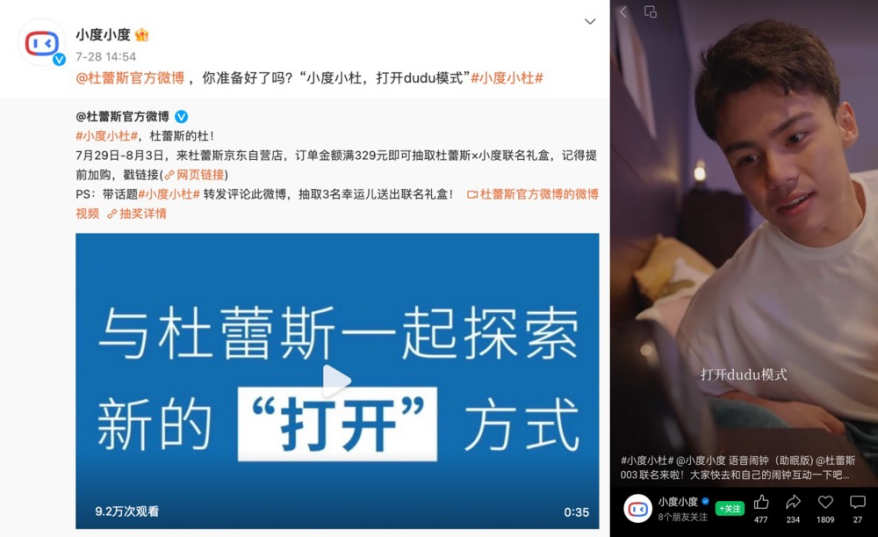 小度小度
7-28 14:54
@杜蕾斯官方微博 ，你准备好了吗？“小度小杜，打开dudu模式”#小度小杜#
@杜蕾斯官方微博
#小度小杜#，杜蕾斯的杜！
7月29日-8月3日，来杜蕾斯京东自营店，订单金额满329元即可抽取杜蕾斯×小度联名礼盒，记得提
前加购，戳链接(网页链接)
PS：带话题#小度小杜# 转发评论此微博，抽取3名幸运儿送出联名礼盒！ 杜蕾斯官方微博的微博
视频 抽奖详情
与杜蕾斯一起探索
新的“打开”方式
9.2万次观看
0:35
打开dudu模式
#小度小杜# @小度小度 语音闹钟（助眠版) @杜蕾斯
003联名来啦！大家快去和自己的闹钟互动一下吧...
小度小度
8个朋友关注
+关注
477
234
1809
27